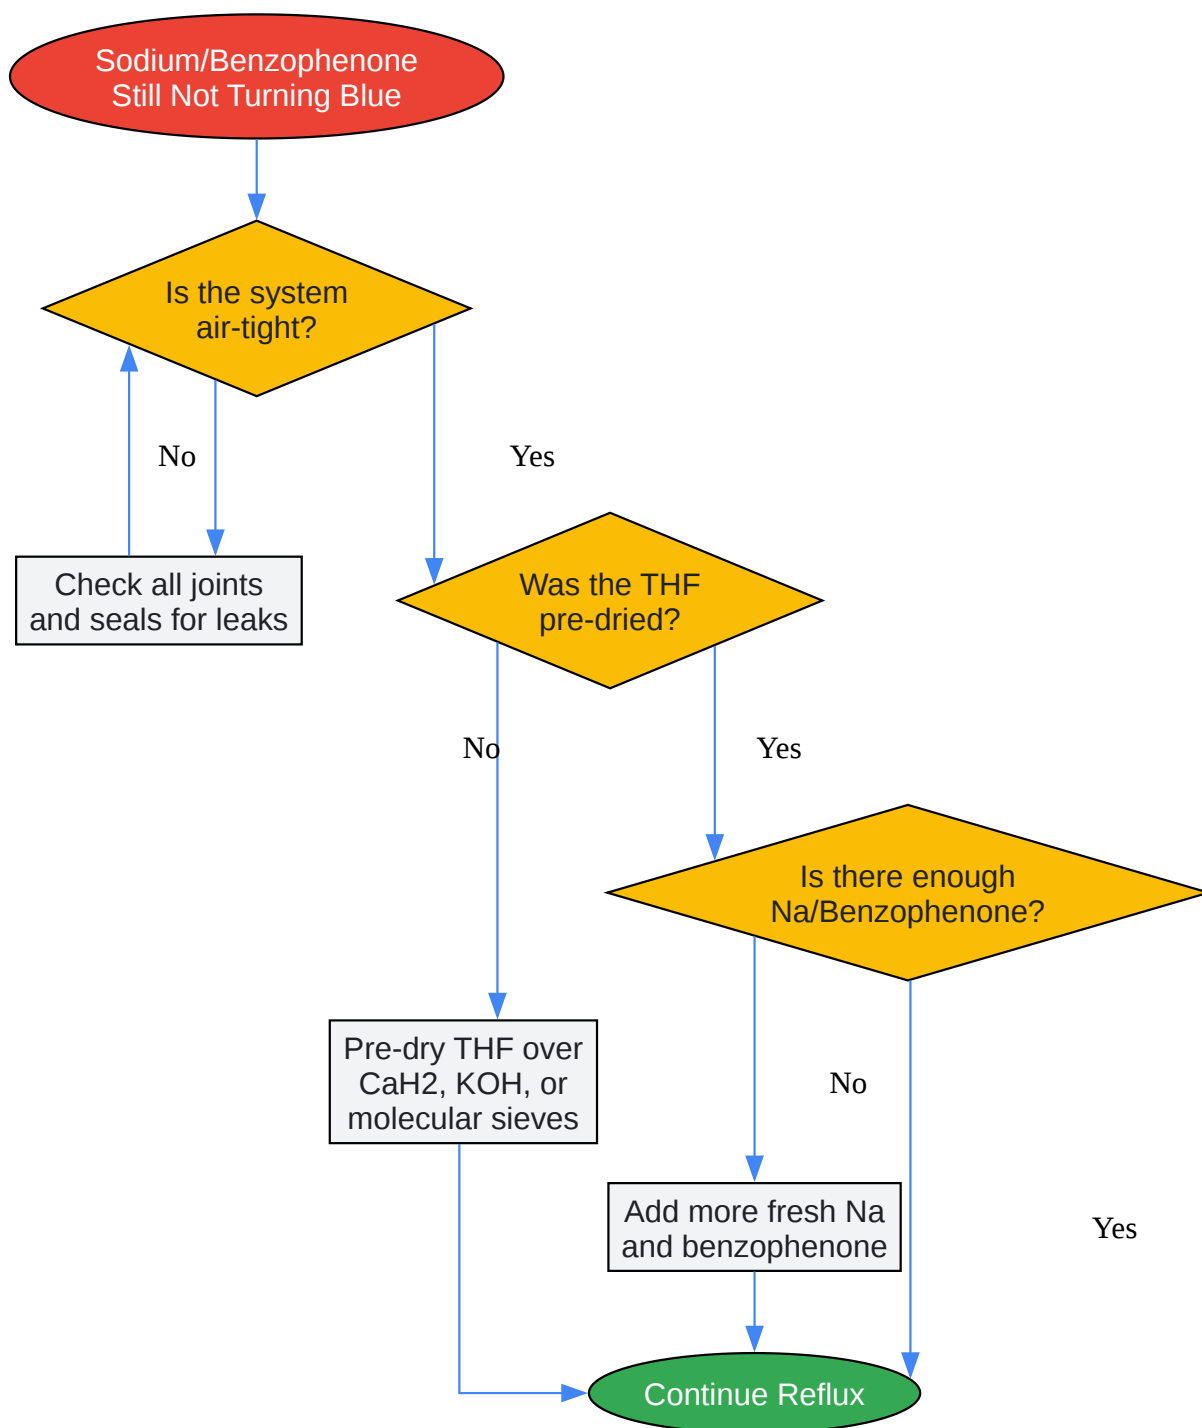 Sodium/Benzophenone
Still Not Turning Blue
Is the system
air-tight?
No
Yes
Check all joints
and seals for leaks
Was the THF
pre-dried?
No
Yes
Is there enough
Na/Benzophenone?
Pre-dry THF over
CaH2, KOH, or
molecular sieves
No
Add more fresh Na
and benzophenone
Yes
Continue Reflux